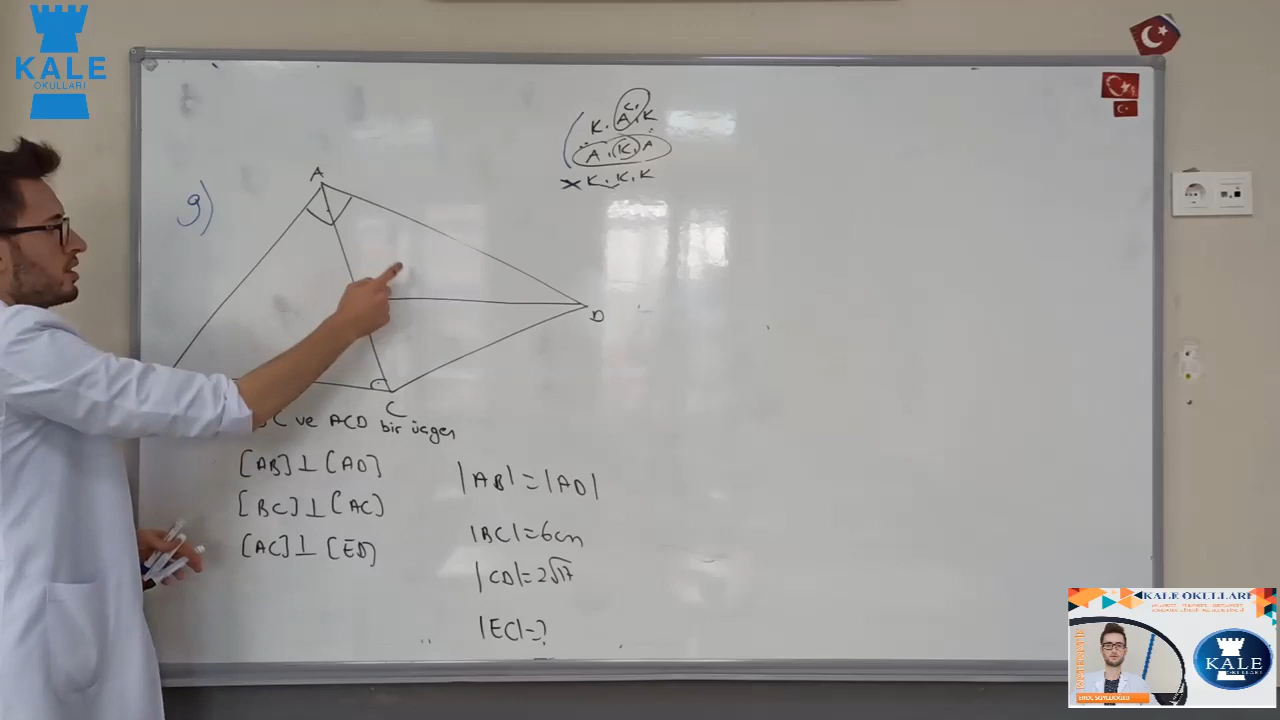 KALE
OKULLARI
K. A. K
A. K. A
K. K. K
9)
A
D
C
C ve ACD bir üçgen
[AB]⊥[AD]
[BC]⊥[AC]
[AC]⊥[ED]
|AB|=|AD|
|BC|=6cm
|CD|=2√17
|EC|=?
KALE OKULLARI
KALE
OKULLARI